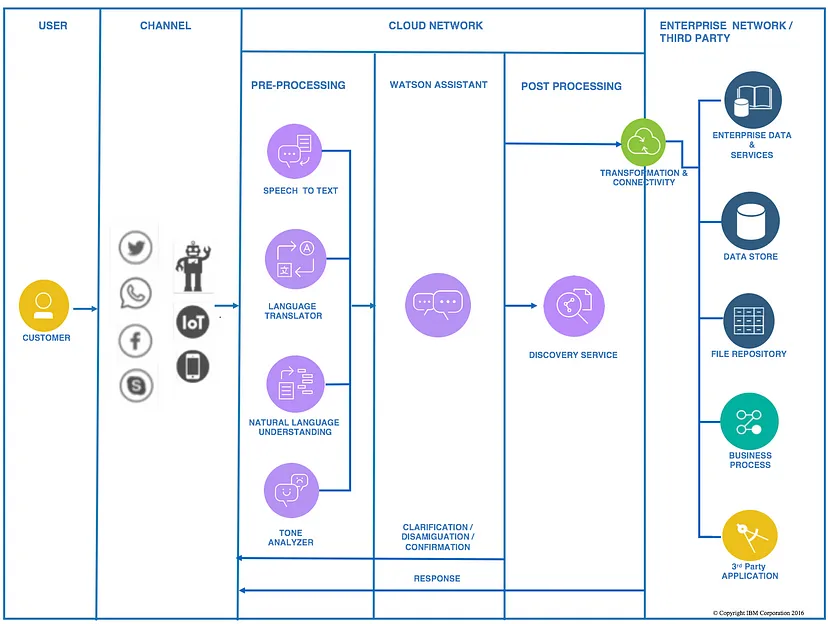 USER
CHANNEL
CLOUD NETWORK
ENTERPRISE NETWORK /
THIRD PARTY
PRE-PROCESSING
WATSON ASSISTANT
POST PROCESSING
SPEECH TO TEXT
LANGUAGE
TRANSLATOR
NATURAL LANGUAGE
UNDERSTANDING
TONE
ANALYZER
CUSTOMER
IoT
A
文
DISCOVERY SERVICE
TRANSFORMATION &
CONNECTIVITY
ENTERPRISE DATA
&
SERVICES
DATA STORE
FILE REPOSITORY
BUSINESS
PROCESS
3rd Party
APPLICATION
CLARIFICATION /
DISAMIGUATION /
CONFIRMATION
RESPONSE
© Copyright IBM Corporation 2016